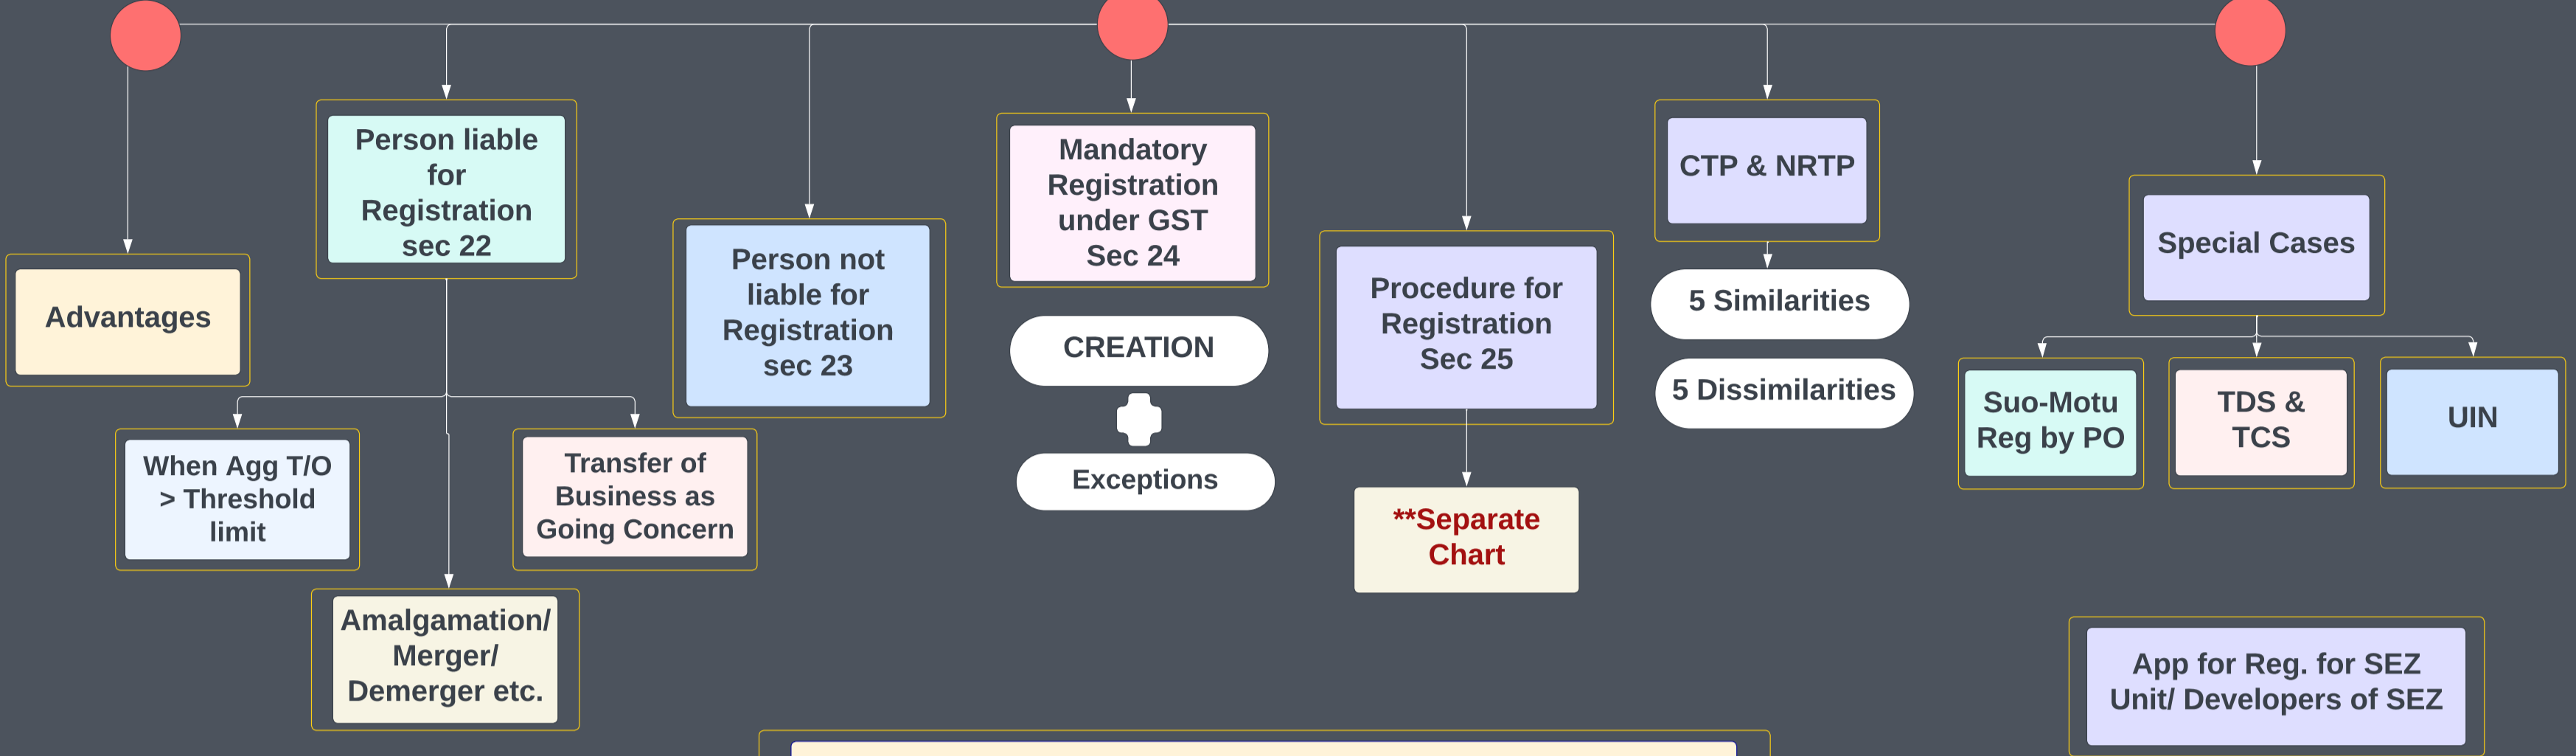 Advantages
Person liable
for
Registration
sec 22
When Agg T/O
> Threshold
limit
Amalgamation/
Merger/
Demerger etc.
Transfer of
Business as
Going Concern
Person not
liable for
Registration
sec 23
Mandatory
Registration
under GST
Sec 24
CREATION
Exceptions
Procedure for
Registration
Sec 25
**Separate
Chart
CTP & NRTP
5 Similarities
5 Dissimilarities
Special Cases
Suo-Motu
Reg by PO
TDS &
TCS
UIN
App for Reg. for SEZ
Unit/ Developers of SEZ